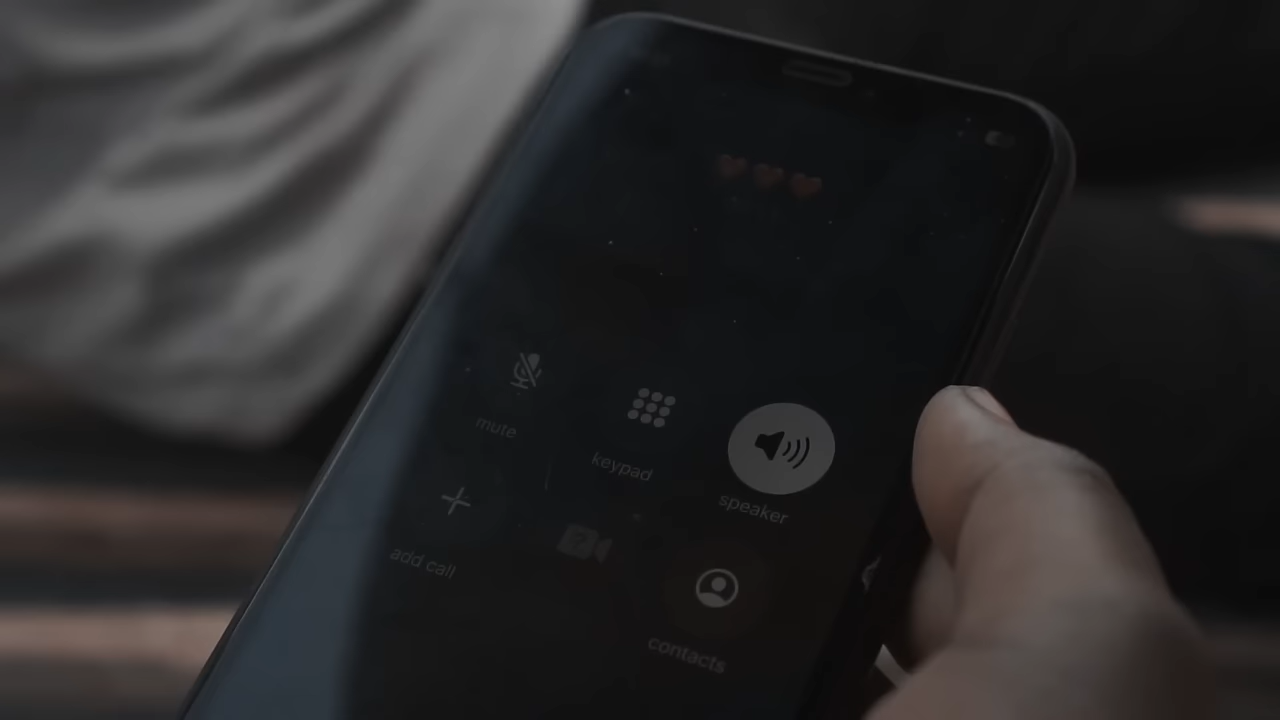 mute
keypad
speaker
add call
contacts